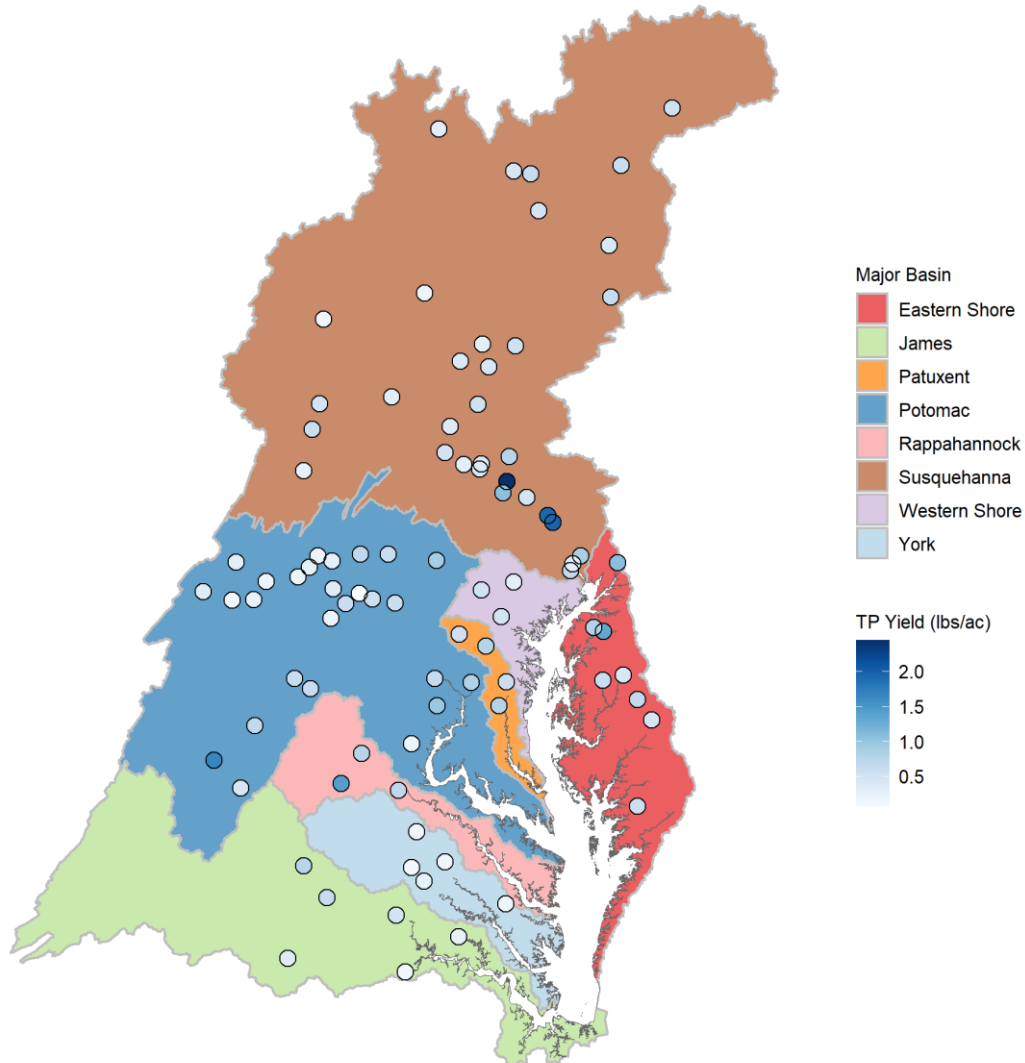 Major Basin
Eastern Shore
James
Patuxent
Potomac
Rappahannock
Susquehanna
Western Shore
York
TP Yield (lbs/ac)
2.0
1.5
1.0
0.5